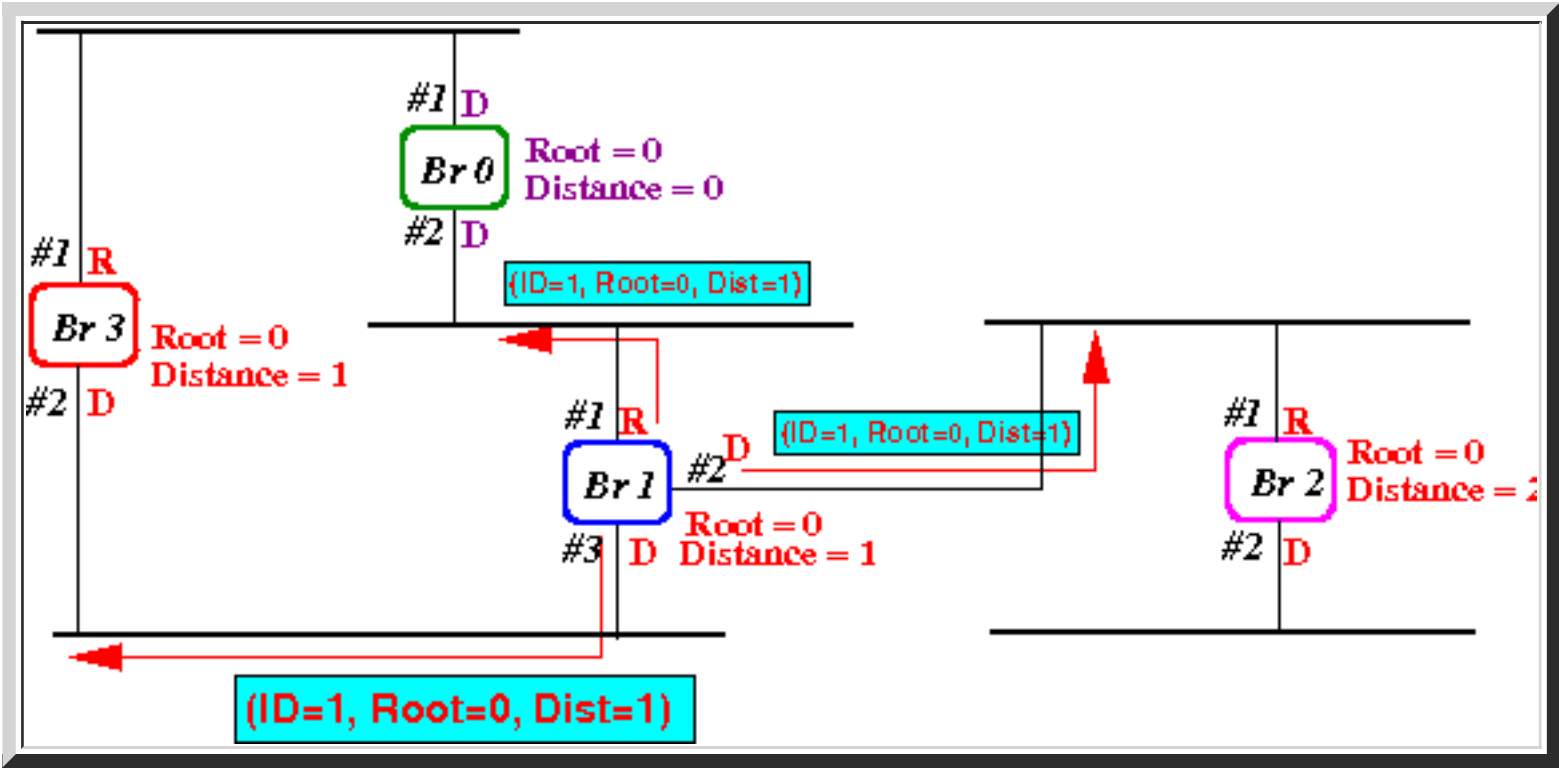 #1 D
Br 0
Root = 0
Distance = 0
#2 D
#1 R
Br 3
Root = 0
Distance = 1
#2 D
(ID=1, Root=0, Dist=1)
#1 R
Br 1
#2 D
(ID=1, Root=0, Dist=1)
Root = 0
Distance = 1
#3 D
#1 R
Br 2
Root = 0
Distance = 2
#2 D
(ID=1, Root=0, Dist=1)